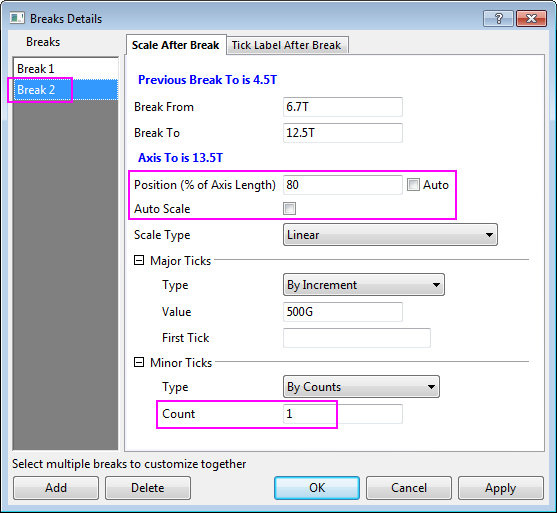 Breaks Details
Breaks
Break 1
Break 2
Scale After Break
Tick Label After Break
Previous Break To is 4.5T
Break From 6.7T
Break To 12.5T
Axis To is 13.5T
Position (% of Axis Length) 80 Auto
Auto Scale
Scale Type Linear
Major Ticks
Type By Increment
Value 500G
First Tick
Minor Ticks
Type By Counts
Count 1
Select multiple breaks to customize together
Add Delete OK Cancel Apply